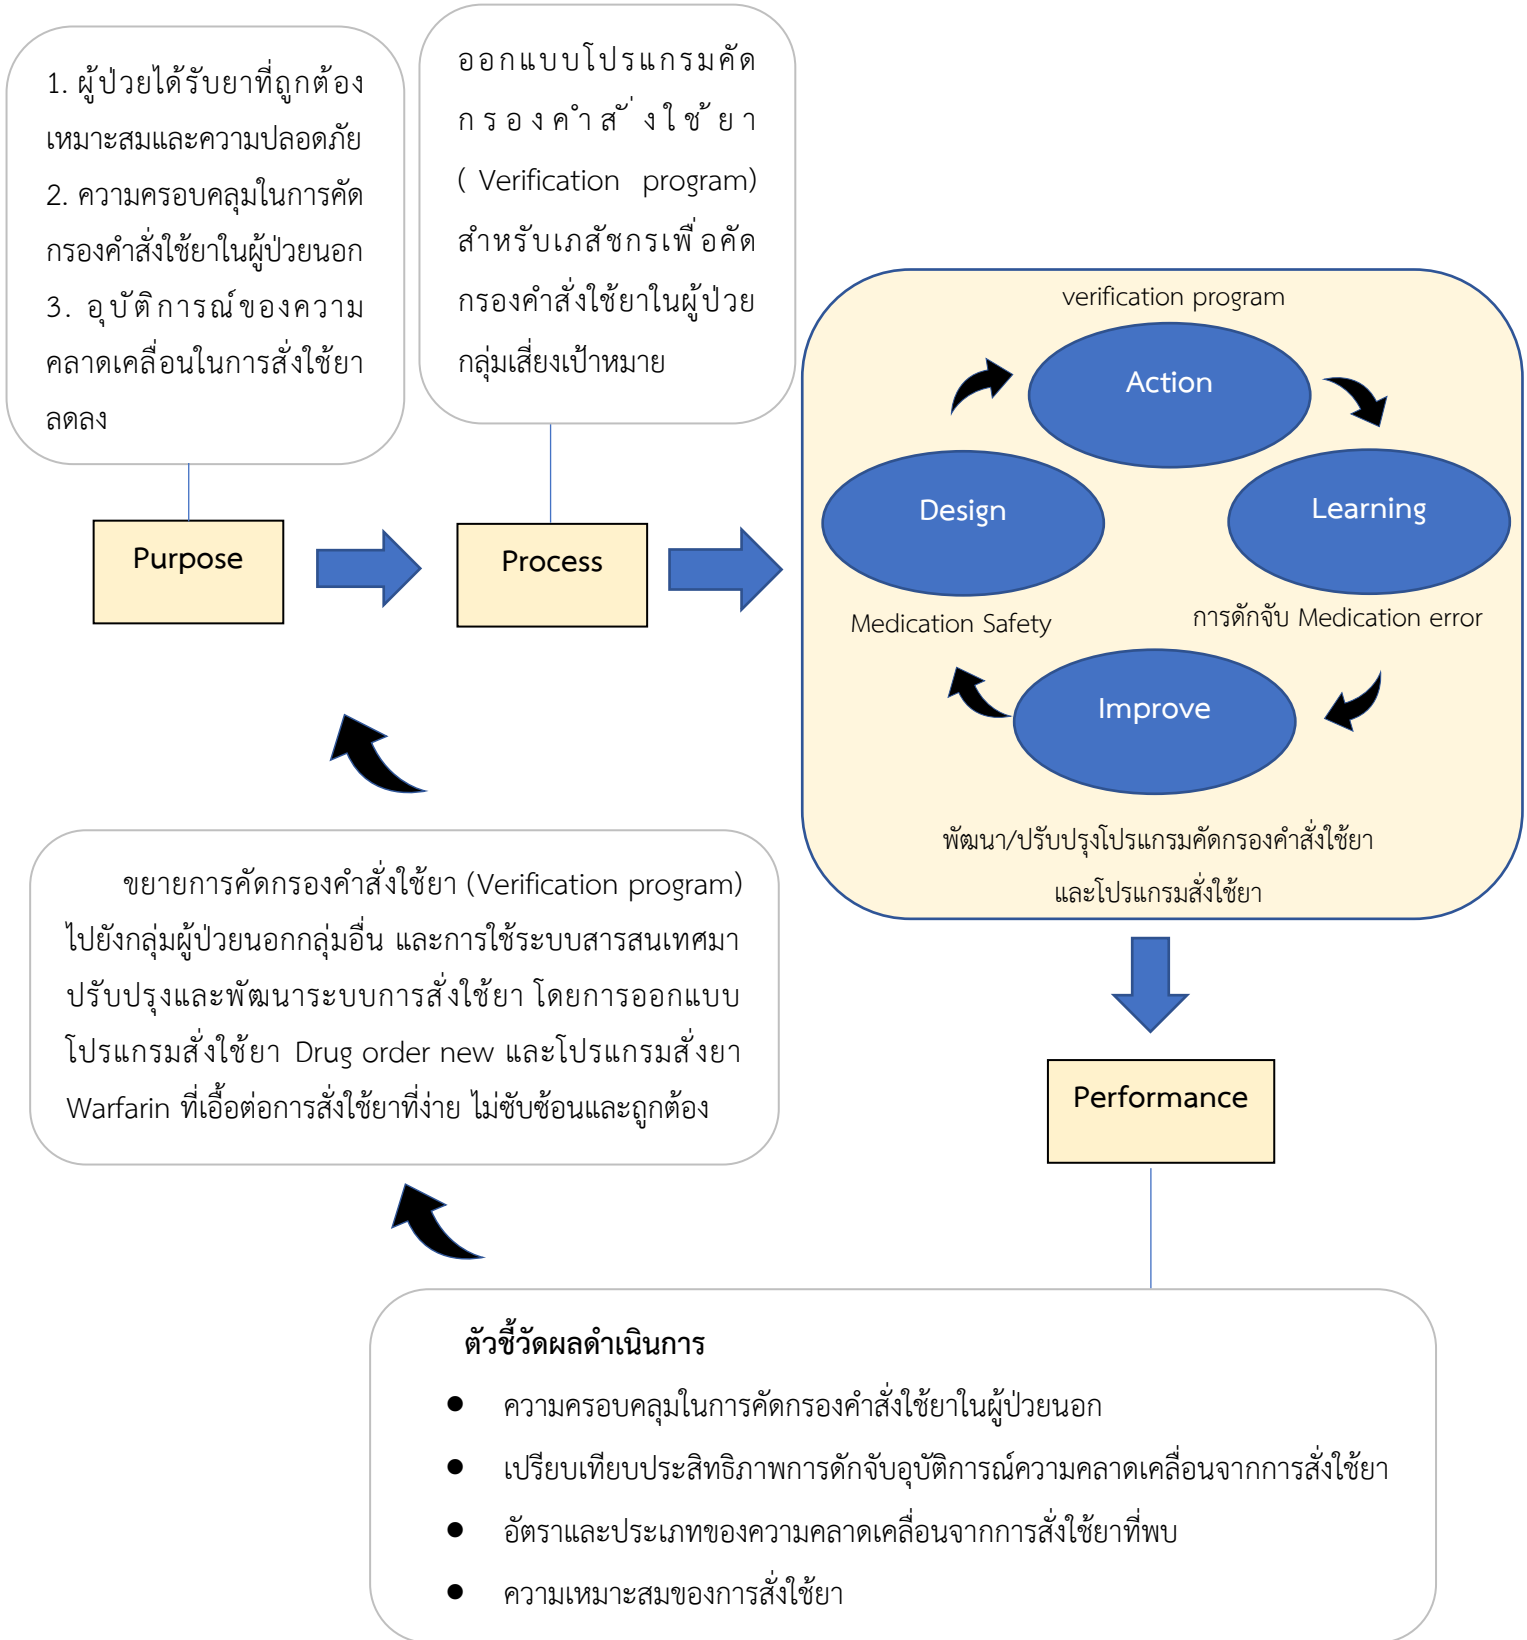 1. ผู้ป่วยได้รับยาที่ถูกต้อง
เหมาะสมและความปลอดภัย
2. ความครอบคลุมในการคัด
กรองคำสั่งใช้ยาในผู้ป่วยนอก
3. อุบัติการณ์ของความ
คลาดเคลื่อนในการสั่งใช้ยา
ลดลง
ออกแบบโปรแกรมคัด
กรองคำสั่งใช้ยา
( Verification program)
สำหรับเภสัชกรเพื่อคัด
กรองคำสั่งใช้ยาในผู้ป่วย
กลุ่มเสี่ยงเป้าหมาย
Purpose
Process
verification program
Action
Design
Learning
Medication Safety
การดักจับ Medication error
Improve
พัฒนา/ปรับปรุงโปรแกรมคัดกรองคำสั่งใช้ยา
และโปรแกรมสั่งใช้ยา
ขยายการคัดกรองคำสั่งใช้ยา (Verification program)
ไปยังกลุ่มผู้ป่วยนอกกลุ่มอื่น และการใช้ระบบสารสนเทศมา
ปรับปรุงและพัฒนาระบบการสั่งใช้ยา โดยการออกแบบ
โปรแกรมสั่งใช้ยา Drug order new และโปรแกรมสั่งยา
Warfarin ที่เอื้อต่อการสั่งใช้ยาที่ง่าย ไม่ซับซ้อนและถูกต้อง
Performance
ตัวชี้วัดผลดำเนินการ
● ความครอบคลุมในการคัดกรองคำสั่งใช้ยาในผู้ป่วยนอก
● เปรียบเทียบประสิทธิภาพการดักจับอุบัติการณ์ความคลาดเคลื่อนจากการสั่งใช้ยา
● อัตราและประเภทของความคลาดเคลื่อนจากการสั่งใช้ยาที่พบ
● ความเหมาะสมของการสั่งใช้ยา